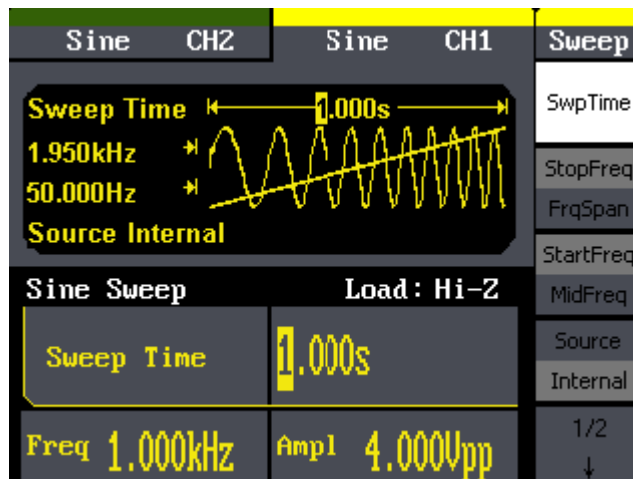 Sine CH2
Sine CH1
Sweep
Sweep Time 1.000s
1.950kHz
50.000Hz
Source Internal
Sine Sweep Load: Hi-Z
Sweep Time 1.000s
Freq 1.000kHz Ampl 4.000Vpp
SwpTime
StopFreq
FrqSpan
StartFreq
MidFreq
Source
Internal
1/2
↓